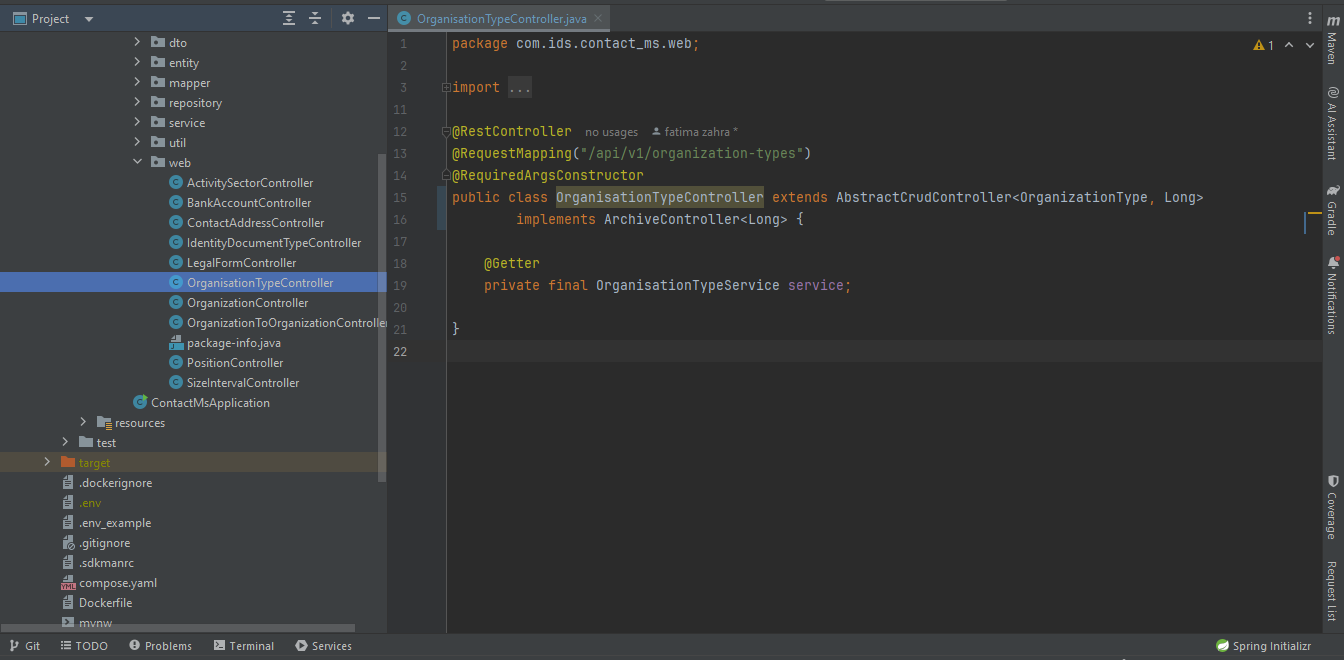 Project
dto
entity
mapper
repository
service
util
web
ActivitySectorController
BankAccountController
ContactAddressController
IdentityDocumentTypeController
LegalFormController
OrganisationTypeController
OrganizationController
OrganizationToOrganizationController
package-info.java
PositionController
SizeIntervalController
ContactMsApplication
resources
test
target
.dockerignore
.env
.env_example
.gitignore
.sdkmanrc
compose.yaml
Dockerfile
mvnw
OrganisationTypeController.java
1 package com.ids.contact_ms.web;
2
3 import ...
11
12 @RestController no usages fatima zahra *
13 @RequestMapping("/api/v1/organization-types")
14 @RequiredArgsConstructor
15 public class OrganisationTypeController extends AbstractCrudController<OrganizationType, Long>
16 implements ArchiveController<Long> {
17
18 @Getter
19 private final OrganisationTypeService service;
20
21 }
22
1
m
Maven
AI Assistant
Gradle
Notifications
Coverage
Request List
Git
TODO
Problems
Terminal
Services
Spring Initializr